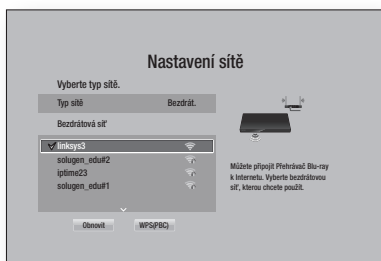 Nastavení sítě
Vyberte typ sítě.
Typ sítě Bezdrát.
Bezdrátová síť
linksys3
solugen_edu#2
iptime23
solugen_edu#1
Můžete připojit Přehrávač Blu-ray
k Internetu. Vyberte bezdrátovou
síť, kterou chcete použít.
Obnovit WPS(PBC)